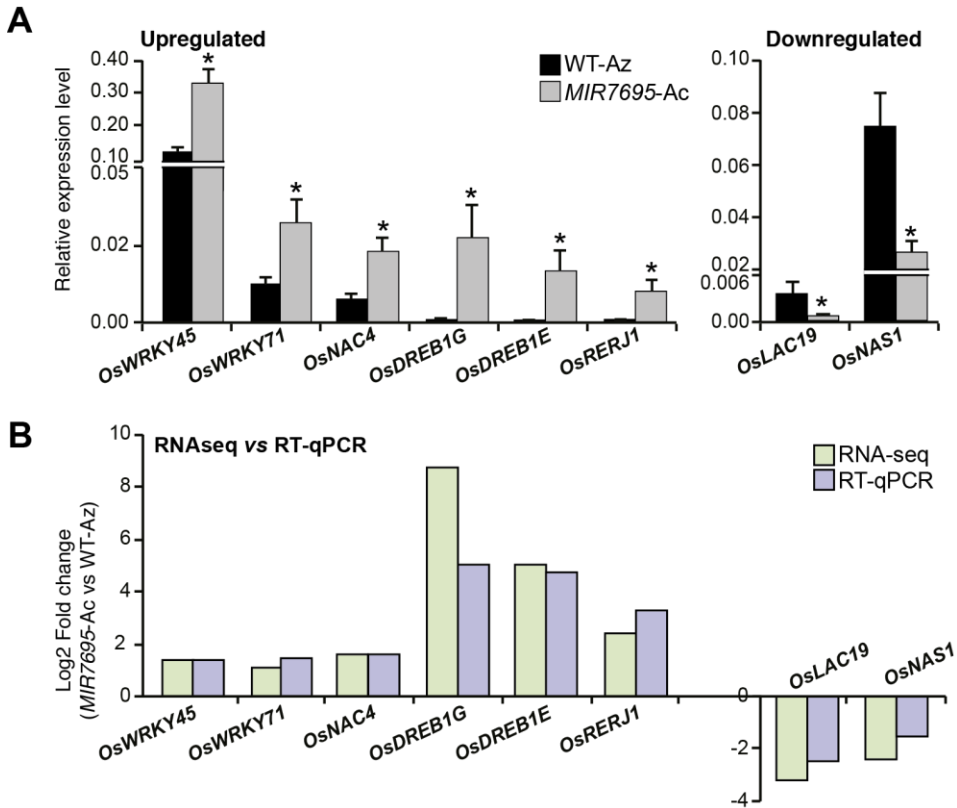 A
Upregulated
WT-Az
MIR7695-Ac
Relative expression level
0.40
0.30
0.20
0.10
0.05
0.02
0.00
OsWRKY45
OsWRKY71
OsNAC4
OsDREB1G
OsDREB1E
OsRERJ1
*
*
*
*
*
*
Downregulated
0.10
0.08
0.06
0.04
0.02
0.006
0.00
OsLAC19
OsNAS1
*
*
B
RNAseq vs RT-qPCR
RNA-seq
RT-qPCR
Log2 Fold change
(MIR7695-Ac vs WT-Az)
10
8
6
4
2
0
OsWRKY45
OsWRKY71
OsNAC4
OsDREB1G
OsDREB1E
OsRERJ1
OsLAC19
OsNAS1
0
-2
-4